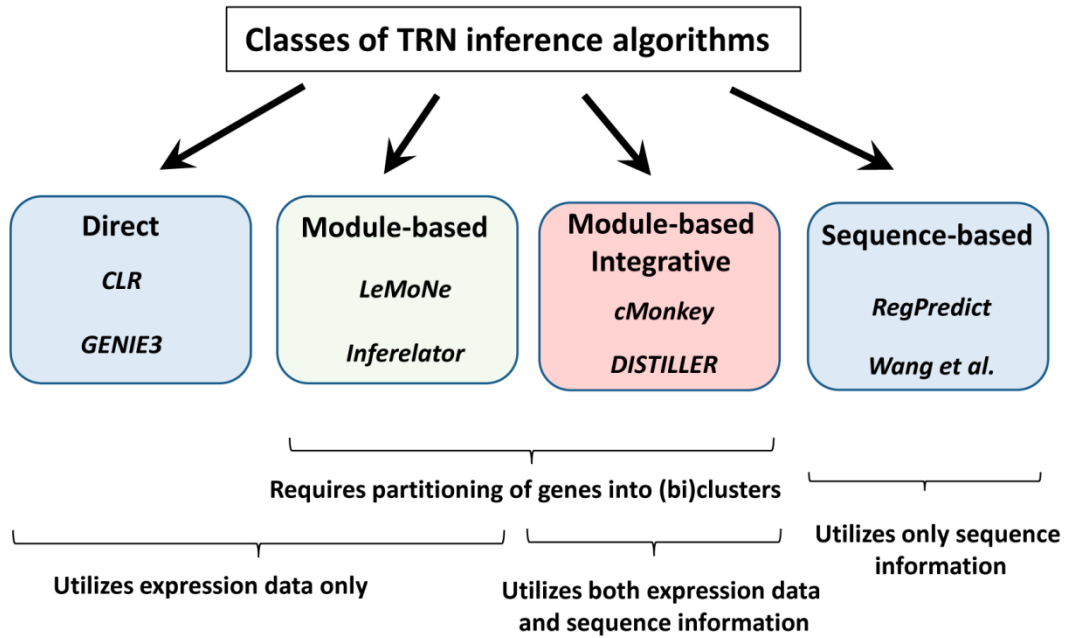 Classes of TRN inference algorithms
Direct
CLR
GENIE3
Module-based
LeMoNe
Inferelator
Module-based
Integrative
cMonkey
DISTILLER
Sequence-based
RegPredict
Wang et al.
Requires partitioning of genes into (bi)clusters
Utilizes expression data only
Utilizes both expression data
and sequence information
Utilizes only sequence
information